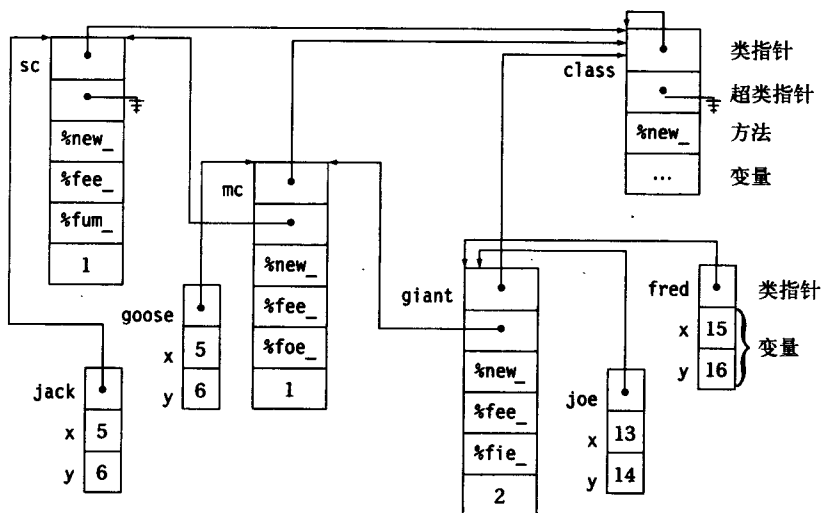 sc
%new_
%fee_
%fum_
1
class
类指针
超类指针
%new_
方法
...
变量
mc
%new_
%fee_
%foe_
1
goose
x 5
y 6
jack
x 5
y 6
giant
%new_
%fee_
%fie_
2
joe
x 13
y 14
fred
类指针
x 15
y 16
变量